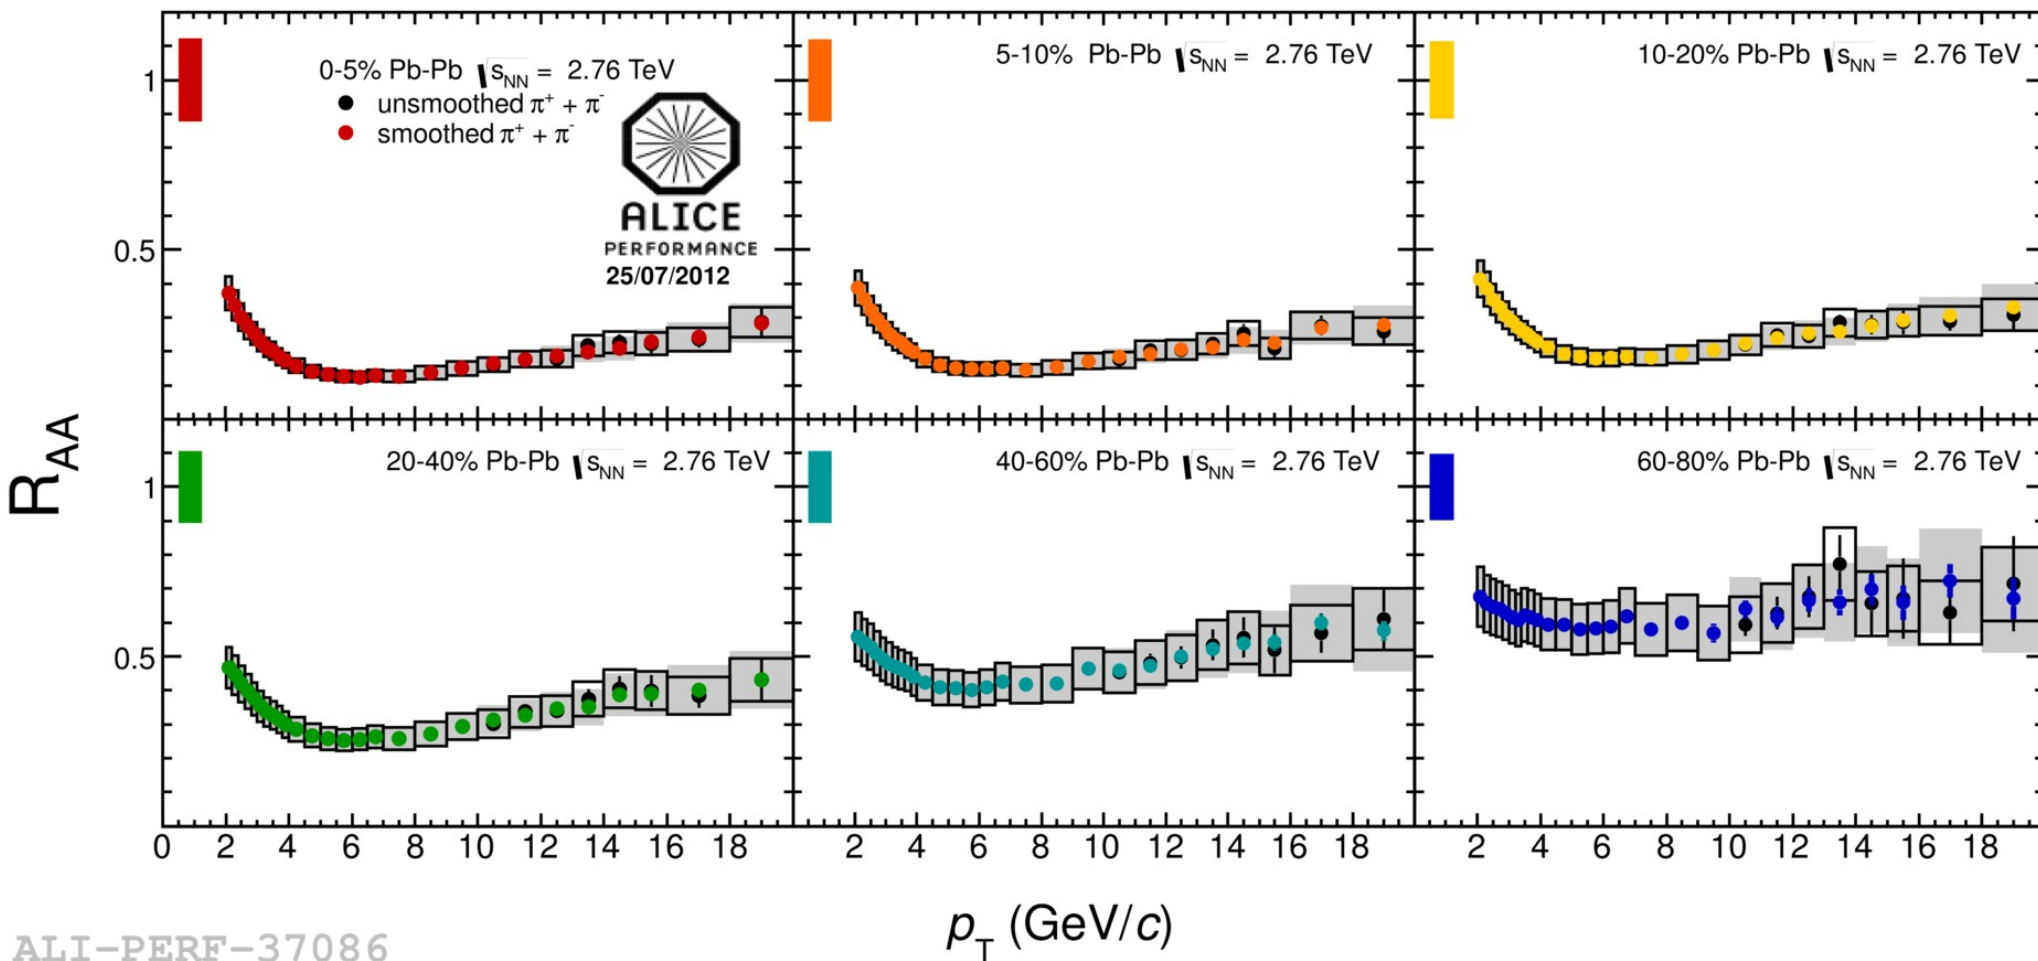 0-5% Pb-Pb √sNN = 2.76 TeV
unsmoothed π+ + π-
smoothed π+ + π-
ALICE
PERFORMANCE
25/07/2012
5-10% Pb-Pb √sNN = 2.76 TeV
10-20% Pb-Pb √sNN = 2.76 TeV
1
0.5
20-40% Pb-Pb √sNN = 2.76 TeV
40-60% Pb-Pb √sNN = 2.76 TeV
60-80% Pb-Pb √sNN = 2.76 TeV
1
0.5
RAA
0 2 4 6 8 10 12 14 16 18
2 4 6 8 10 12 14 16 18
2 4 6 8 10 12 14 16 18
pT (GeV/c)
ALI-PERF-37086